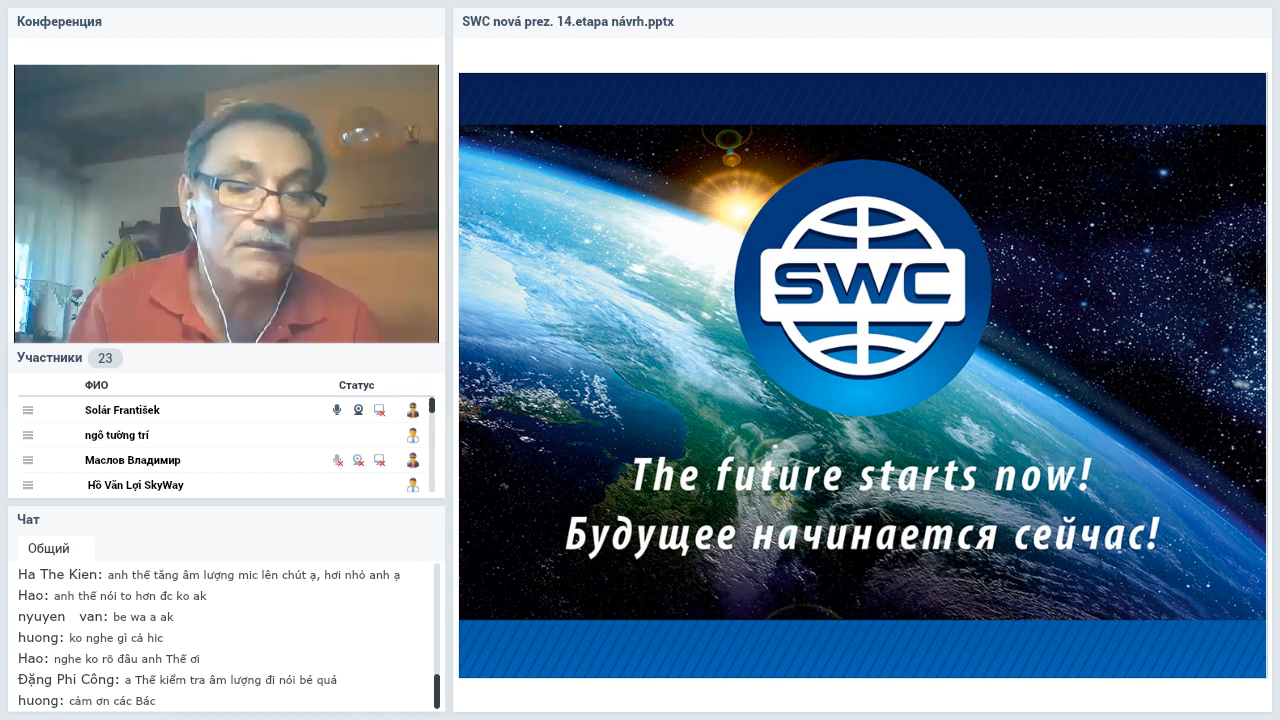 Конференция
Участники 23
ФИО Статус
Solár František
ngô tường trí
Маслов Владимир
Hồ Văn Lợi SkyWay
Чат
Общий
Ha The Kien: anh thế tăng âm lượng mic lên chút ạ, hơi nhỏ anh ạ
Hao: anh thế nói to hơn đc ko ak
nyuyen van: be wa a ak
huong: ko nghe gì cả hic
Hao: nghe ko rõ đâu anh Thế ơi
Đặng Phi Công: a Thế kiểm tra âm lượng đi nói bé quá
huong: càm ơn các Bác
SWC nová prez. 14.etapa návrh.pptx
SWC
The future starts now!
Будущее начинается сейчас!